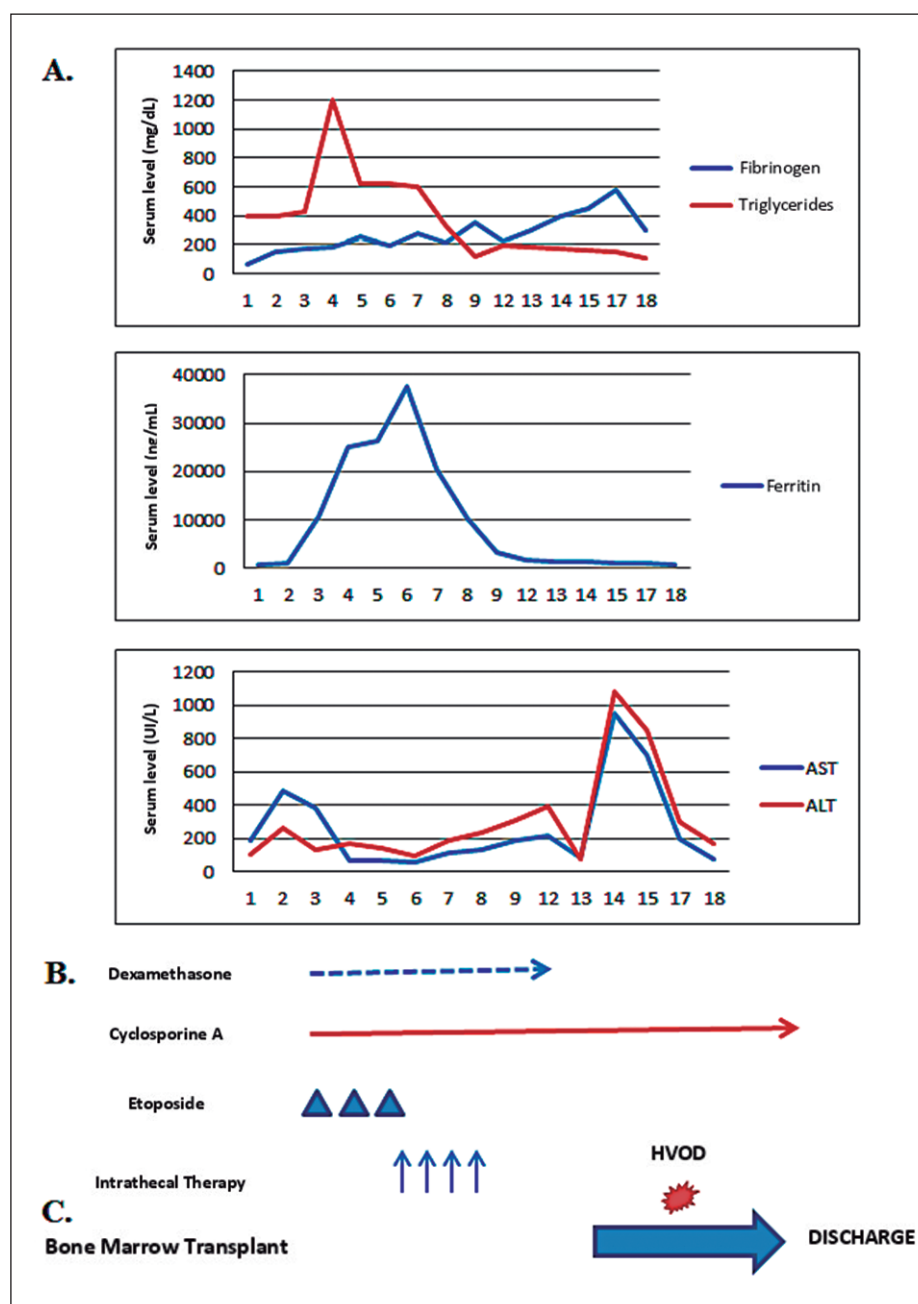 A.
Serum level (mg/dL)
1400
1200
1000
800
600
400
200
0
1 2 3 4 5 6 7 8 9 12 13 14 15 17 18
Fibrinogen
Triglycerides
Serum level (ng/mL)
40000
30000
20000
10000
0
1 2 3 4 5 6 7 8 9 12 13 14 15 17 18
Ferritin
Serum level (UI/L)
1200
1000
800
600
400
200
0
1 2 3 4 5 6 7 8 9 12 13 14 15 17 18
AST
ALT
B.
Dexamethasone
Cyclosporine A
Etoposide
Intrathecal Therapy
HVOD
C.
Bone Marrow Transplant
DISCHARGE